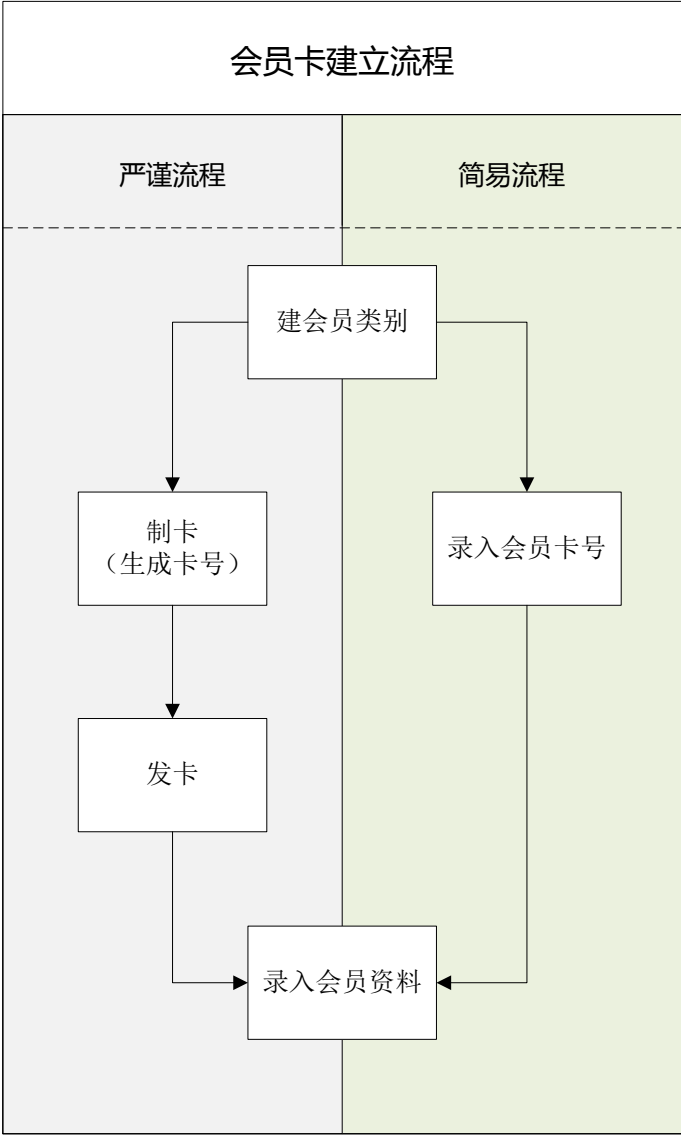 会员卡建立流程
严谨流程
简易流程
建会员类别
制卡
（生成卡号）
录入会员卡号
发卡
录入会员资料